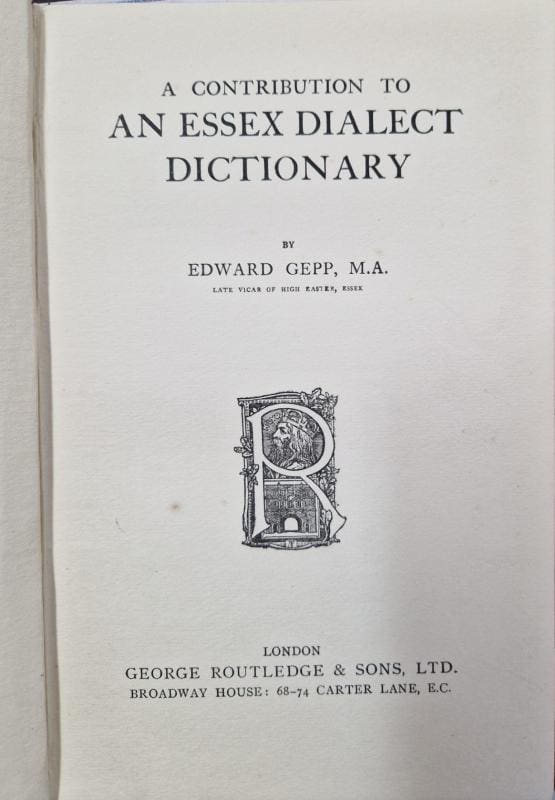 A CONTRIBUTION TO
AN ESSEX DIALECT
DICTIONARY
BY
EDWARD GEPP, M.A.
LATE VICAR OF HIGH EASTER, ESSEX
R
LONDON
GEORGE ROUTLEDGE & SONS, LTD.
BROADWAY HOUSE: 68–74 CARTER LANE, E.C.